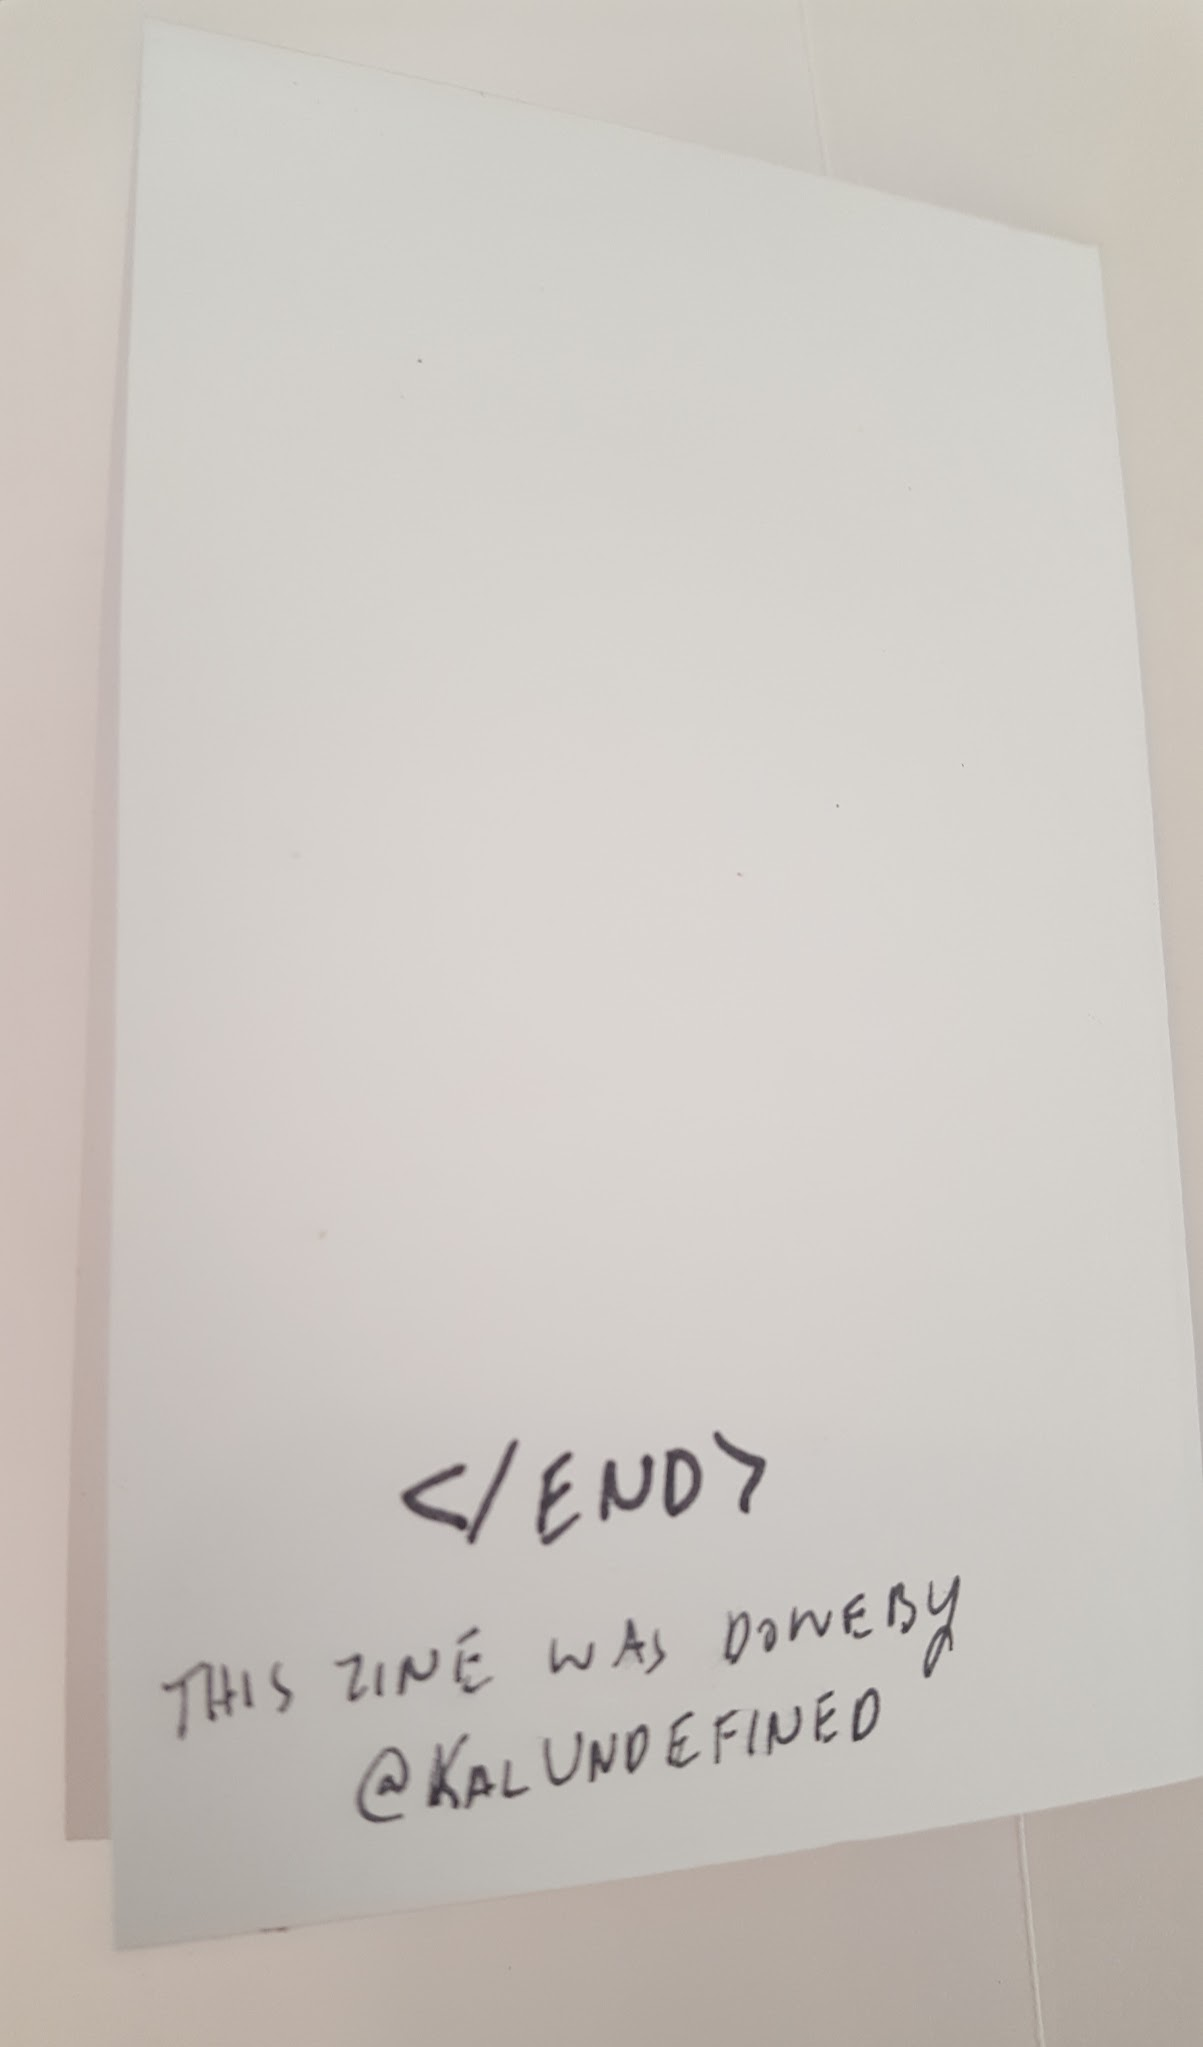 </END>
THIS ZINE WAS DONE BY
@KALUNDEFINED